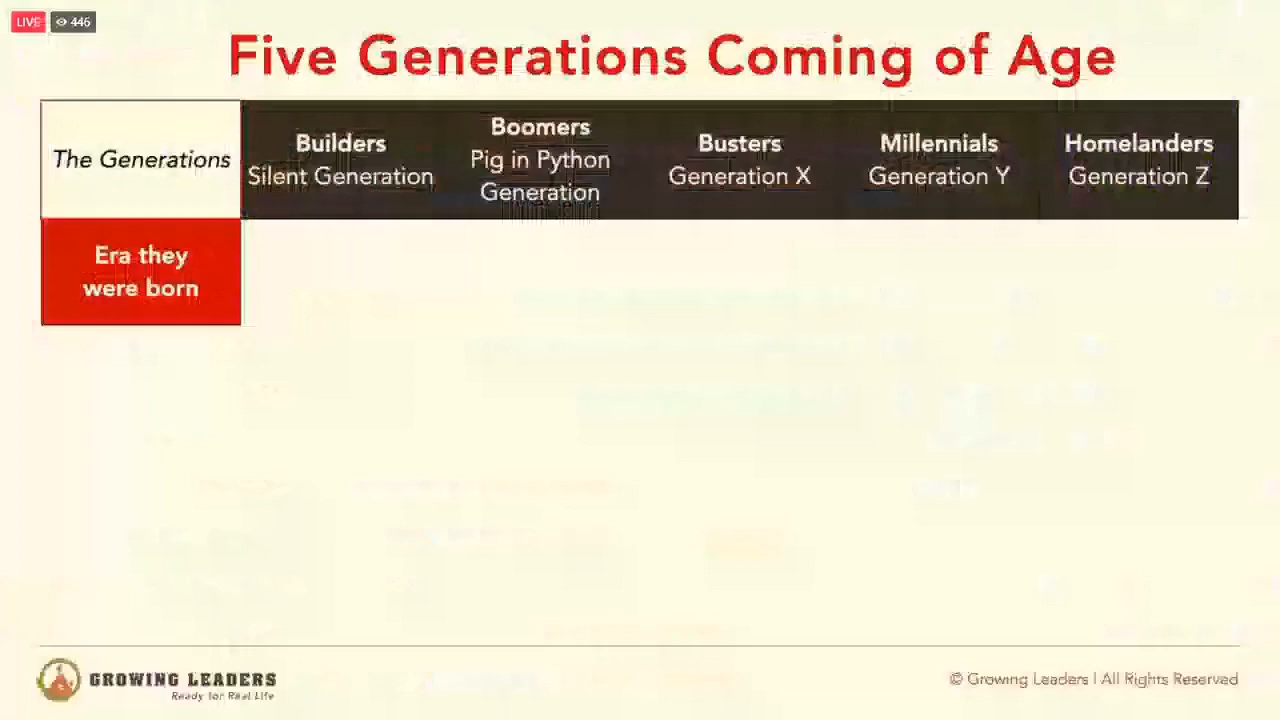 LIVE 446
Five Generations Coming of Age
The Generations
Builders
Silent Generation
Boomers
Pig in Python
Generation
Busters
Generation X
Millennials
Generation Y
Homelanders
Generation Z
Era they
were born
GROWING LEADERS
Ready for Real Life
© Growing Leaders | All Rights Reserved